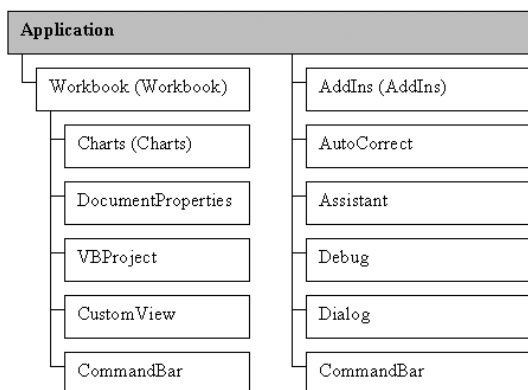 Application
Workbook (Workbook)
Charts (Charts)
DocumentProperties
VBProject
CustomView
CommandBar
AddIns (AddIns)
AutoCorrect
Assistant
Debug
Dialog
CommandBar